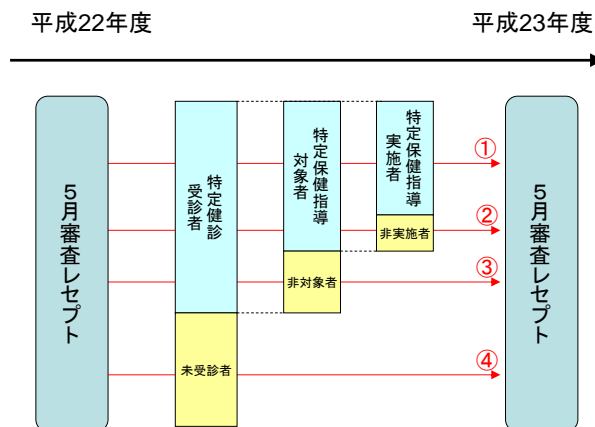 平成22年度
平成23年度
5月審査レセプト
特定健診
受診者
未受診者
特定保健指導
対象者
非対象者
特定保健指導
実施者
非実施者
①
②
③
④
5月審査レセプト